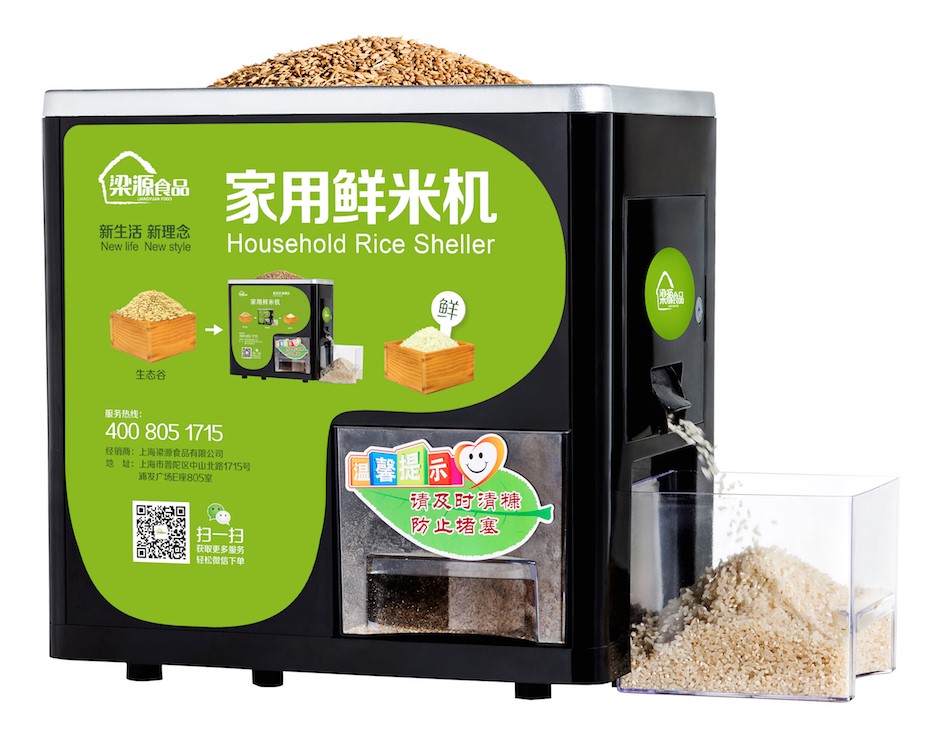 梁源食品
LIANGYUAN FOODS
新生活 新理念
New life New style
家用鲜米机
Household Rice Sheller
家用鲜米机
鲜
生态谷
服务热线:
400 805 1715
经销商: 上海梁源食品有限公司
地 址: 上海市普陀区中山北路1715号
浦发广场E座805室
扫一扫
获取更多服务
轻松微信下单
温馨提示
请及时清糠
防止堵塞
梁源食品